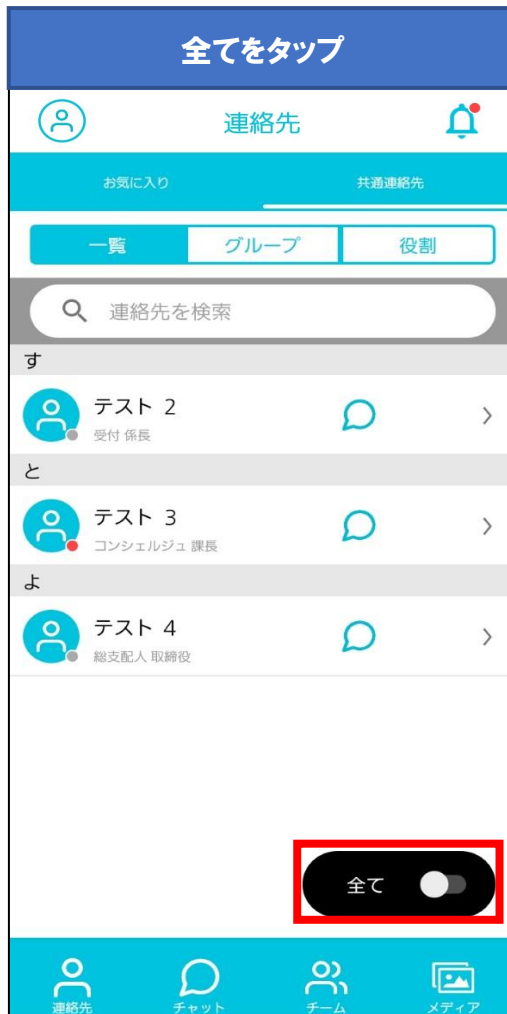 全てをタップ
連絡先
お気に入り 共通連絡先
一覧 グループ 役割
連絡先を検索
す
テスト 2
受付 係長
と
テスト 3
コンシェルジュ 課長
よ
テスト 4
総支配人 取締役
全て
連絡先 チャット チーム メディア